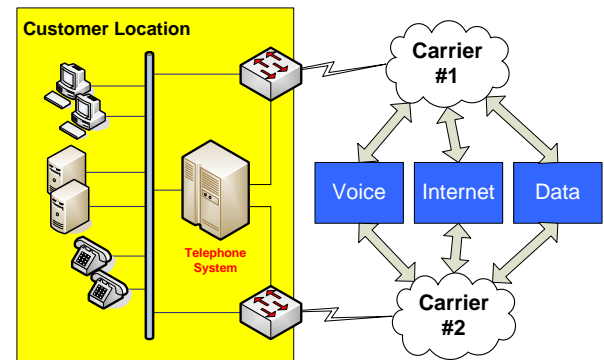 Customer Location
Carrier
#1
Voice
Internet
Data
Telephone
System
Carrier
#2